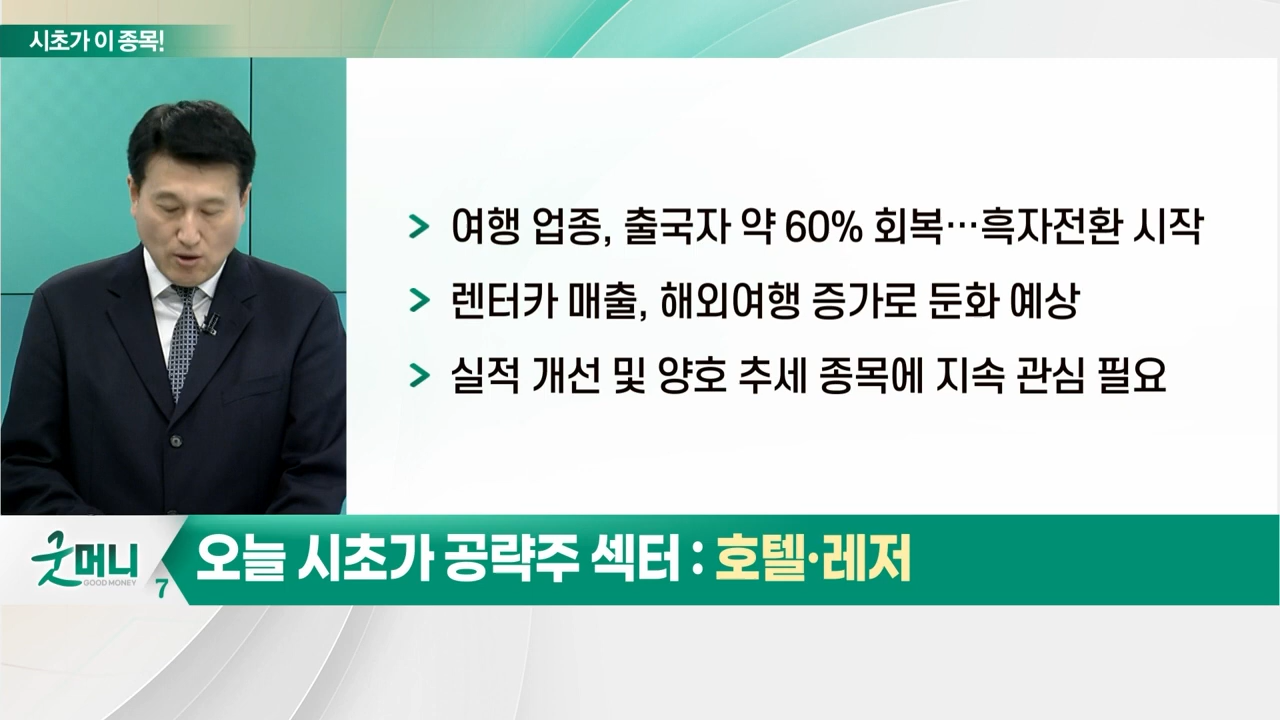 시초가 이 종목!
> 여행 업종, 출국자 약 60% 회복…흑자전환 시작
> 렌터카 매출, 해외여행 증가로 둔화 예상
> 실적 개선 및 양호 추세 종목에 지속 관심 필요
굿머니
GOOD MONEY
7
오늘 시초가 공략주 섹터 : 호텔·레저